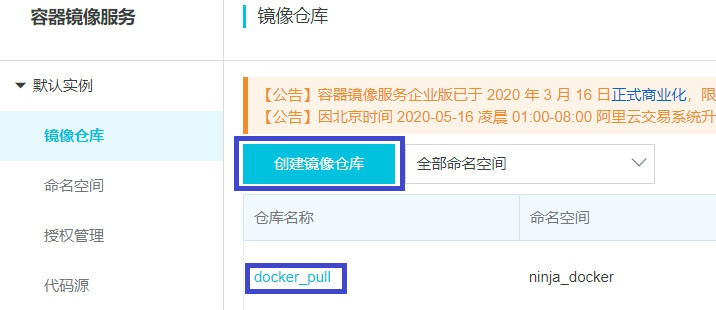 容器镜像服务
镜像仓库
默认实例
镜像仓库
命名空间
授权管理
代码源
【公告】容器镜像服务企业版已于 2020 年 3 月 16 日正式商业化，限
【公告】因北京时间 2020-05-16 凌晨 01:00-08:00 阿里云交易系统升
创建镜像仓库
全部命名空间
仓库名称 命名空间
docker_pull ninja_docker